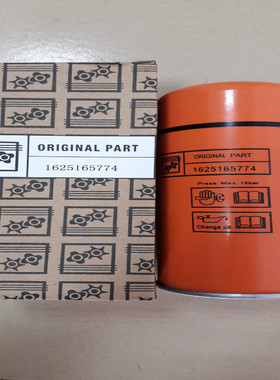 ORIGINAL PART
1625165774
ORIGINAL PART
1625165774
Press. Max. 15bar
Change oil